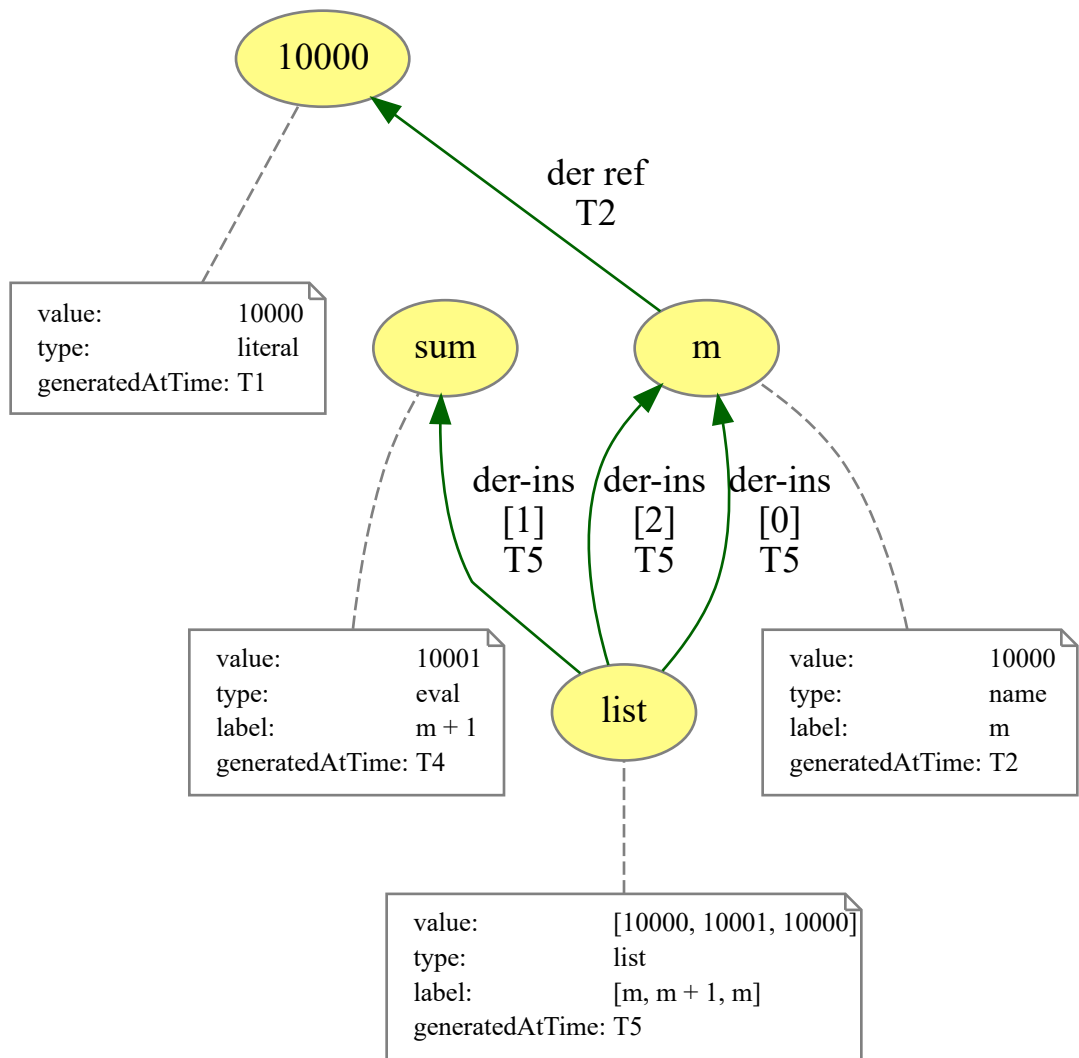 10000
der ref
T2
value: 10000
type: literal
generatedAtTime: T1
sum
m
der-ins
[1]
T5
der-ins
[2]
T5
der-ins
[0]
T5
value: 10001
type: eval
label: m + 1
generatedAtTime: T4
list
value: 10000
type: name
label: m
generatedAtTime: T2
value: [10000, 10001, 10000]
type: list
label: [m, m + 1, m]
generatedAtTime: T5